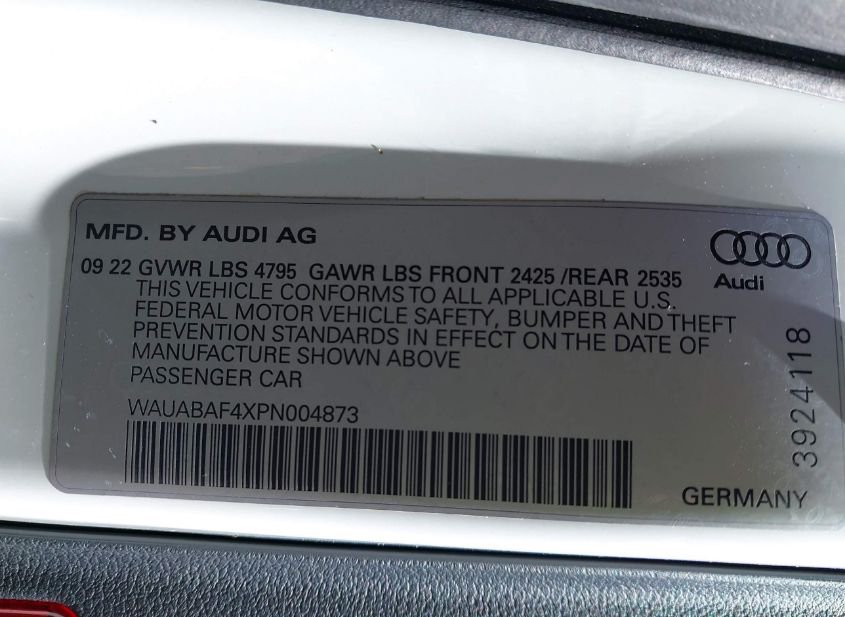 MFD. BY AUDI AG
09 22 GVWR LBS 4795 GAWR LBS FRONT 2425 /REAR 2535
THIS VEHICLE CONFORMS TO ALL APPLICABLE U.S.
FEDERAL MOTOR VEHICLE SAFETY, BUMPER AND THEFT
PREVENTION STANDARDS IN EFFECT ON THE DATE OF
MANUFACTURE SHOWN ABOVE
PASSENGER CAR
WAUABAF4XPN004873
Audi
3924118
GERMANY